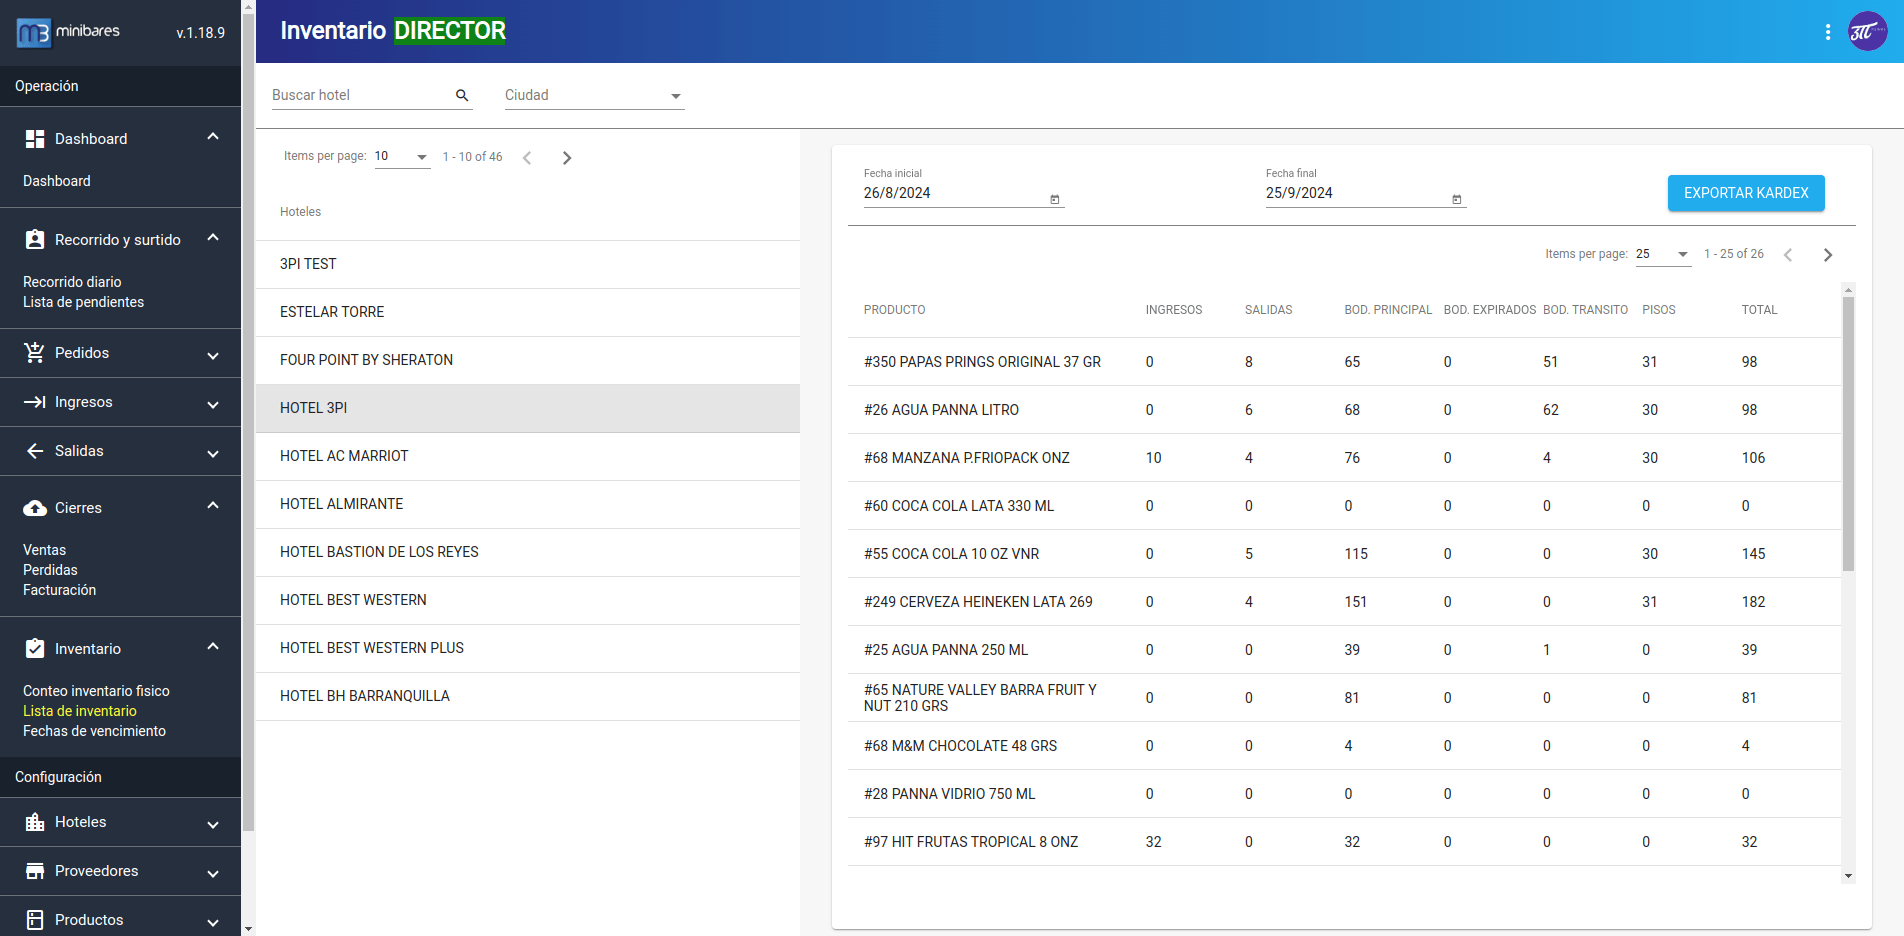 minibares
v.1.18.9
Operación
Dashboard
Dashboard
Recorrido y surtido
Recorrido diario
Lista de pendientes
Pedidos
Ingresos
Salidas
Cierres
Ventas
Perdidas
Facturación
Inventario
Conteo inventario fisico
Lista de inventario
Fechas de vencimiento
Configuración
Hoteles
Proveedores
Productos
Inventario DIRECTOR
Buscar hotel
Ciudad
Items per page: 10 1 - 10 of 46
Hoteles
3PI TEST
ESTELAR TORRE
FOUR POINT BY SHERATON
HOTEL 3PI
HOTEL AC MARRIOT
HOTEL ALMIRANTE
HOTEL BASTION DE LOS REYES
HOTEL BEST WESTERN
HOTEL BEST WESTERN PLUS
HOTEL BH BARRANQUILLA
Fecha inicial
26/8/2024
Fecha final
25/9/2024
EXPORTAR KARDEX
Items per page: 25 1 - 25 of 26
PRODUCTO INGRESOS SALIDAS BOD. PRINCIPAL BOD. EXPIRADOS BOD. TRANSITO PISOS TOTAL
#350 PAPAS PRINGS ORIGINAL 37 GR 0 8 65 0 51 31 98
#26 AGUA PANNA LITRO 0 6 68 0 62 30 98
#68 MANZANA P.FRIOPACK ONZ 10 4 76 0 4 30 106
#60 COCA COLA LATA 330 ML 0 0 0 0 0 0 0
#55 COCA COLA 10 OZ VNR 0 5 115 0 0 30 145
#249 CERVEZA HEINEKEN LATA 269 0 4 151 0 0 31 182
#25 AGUA PANNA 250 ML 0 0 39 0 1 0 39
#65 NATURE VALLEY BARRA FRUIT Y
NUT 210 GRS 0 0 81 0 0 0 81
#68 M&M CHOCOLATE 48 GRS 0 0 4 0 0 0 4
#28 PANNA VIDRIO 750 ML 0 0 0 0 0 0 0
#97 HIT FRUTAS TROPICAL 8 ONZ 32 0 32 0 0 0 32